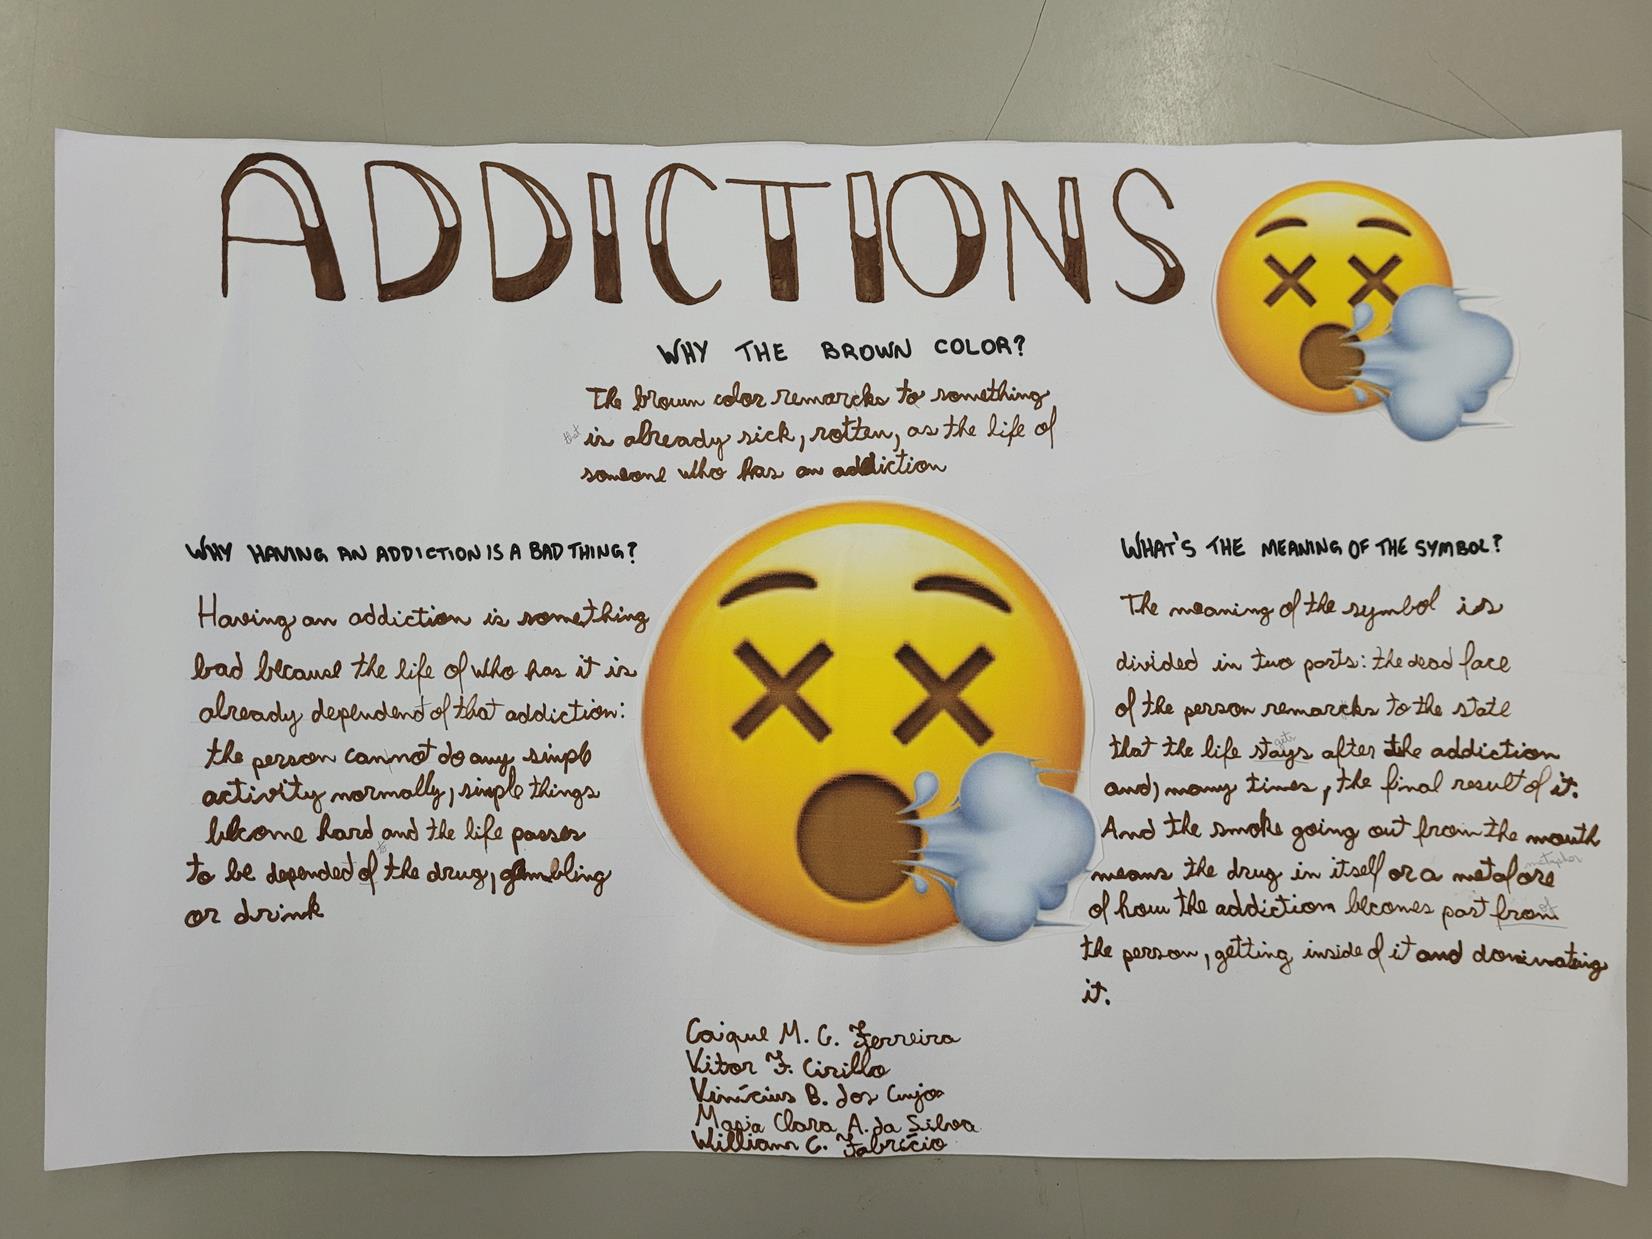 ADDICTIONS
WHY THE BROWN COLOR?
The brown color remarcks to something
that is already sick, rotten, as the life of
someone who has an addiction
WHY HAVING AN ADDICTION IS A BAD THING?
Having an addiction is something
bad because the life of who has it is
already dependend of that addiction:
the person cannot do any simple
activity normally, simple things
become hard and the life passes
to
to be depended of the drug, gambling
or drink
WHAT'S THE MEANING OF THE SYMBOL?
The meaning of the symbol is
divided in two parts: the dead face
of the person remarcks to the state
gets
that the life stays after the addiction
and, many times, the final result of it.
And the smoke going out from the mouth
metaphor
means the drug in itself or a metafore
of
of how the addiction becomes part from
the person, getting inside of it and dominating
it.
Caique M. C. Ferreira
Vitor F. Cirillo
Vinícius B. dos Anjos
Maria Clara A. da Silva
William C. Fabrício